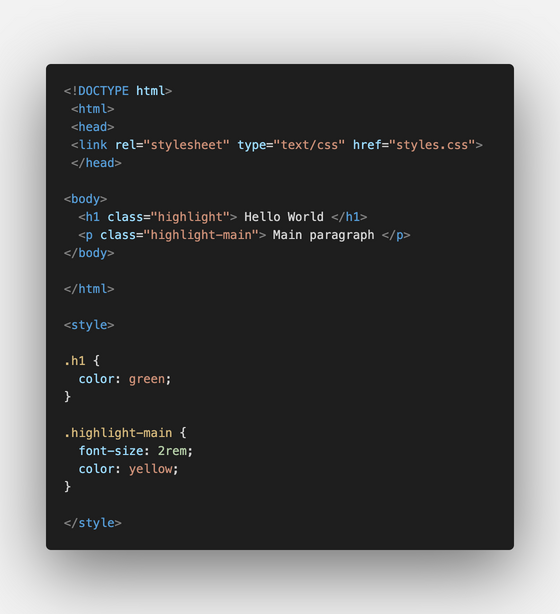 <!DOCTYPE html>
<html>
<head>
<link rel="stylesheet" type="text/css" href="styles.css">
</head>
<body>
<h1 class="highlight"> Hello World </h1>
<p class="highlight-main"> Main paragraph </p>
</body>
</html>
<style>
.h1 {
color: green;
}
.highlight-main {
font-size: 2rem;
color: yellow;
}
</style>